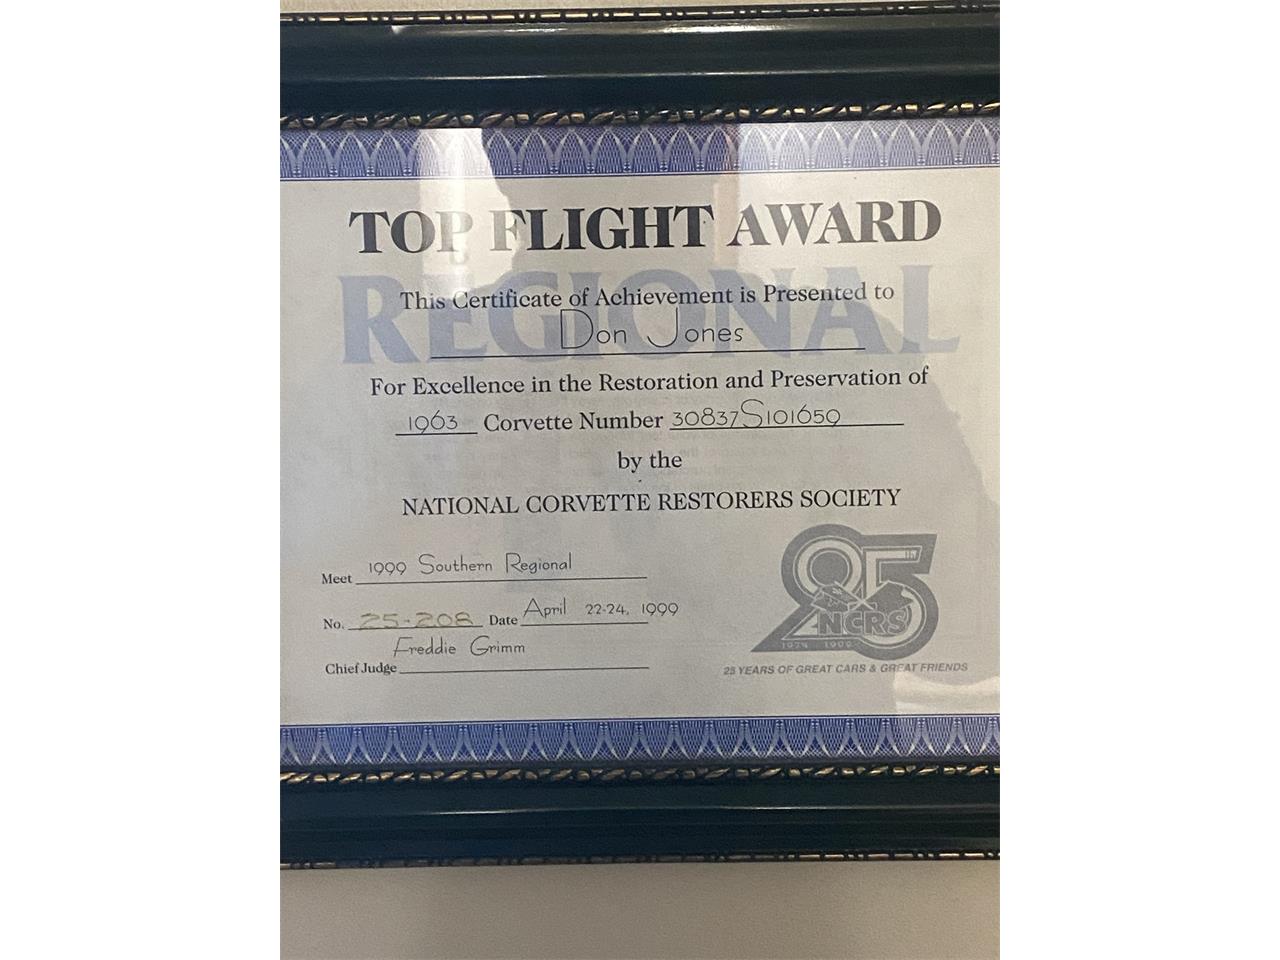 TOP FLIGHT AWARD
REGIONAL
This Certificate of Achievement is Presented to
Don Jones
For Excellence in the Restoration and Preservation of
1963 Corvette Number 30837S101659
by the
NATIONAL CORVETTE RESTORERS SOCIETY
Meet 1999 Southern Regional
No. 25-208 Date April 22-24, 1999
Freddie Grimm
Chief Judge
25th
NCRS
1974 1999
25 YEARS OF GREAT CARS & GREAT FRIENDS